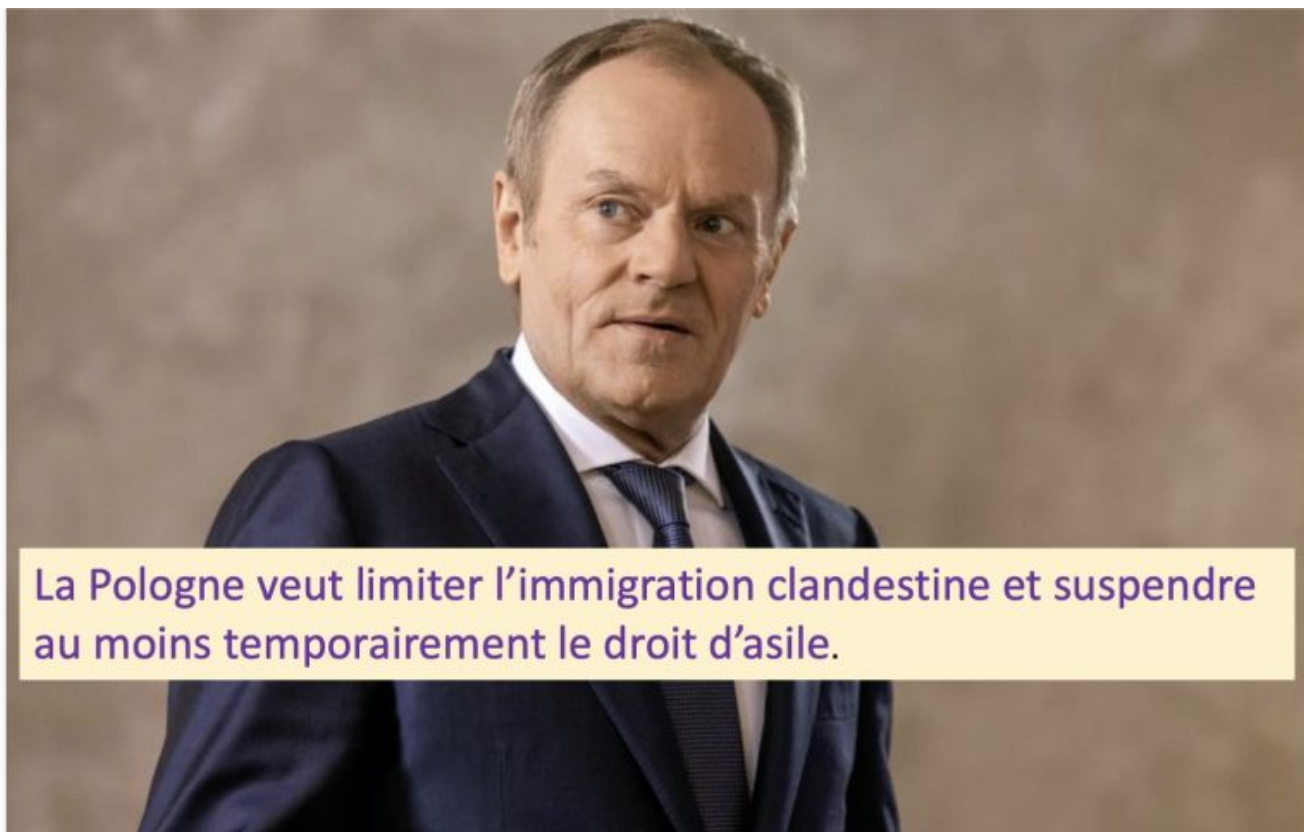 La Pologne veut limiter l’immigration clandestine et suspendre
au moins temporairement le droit d’asile.